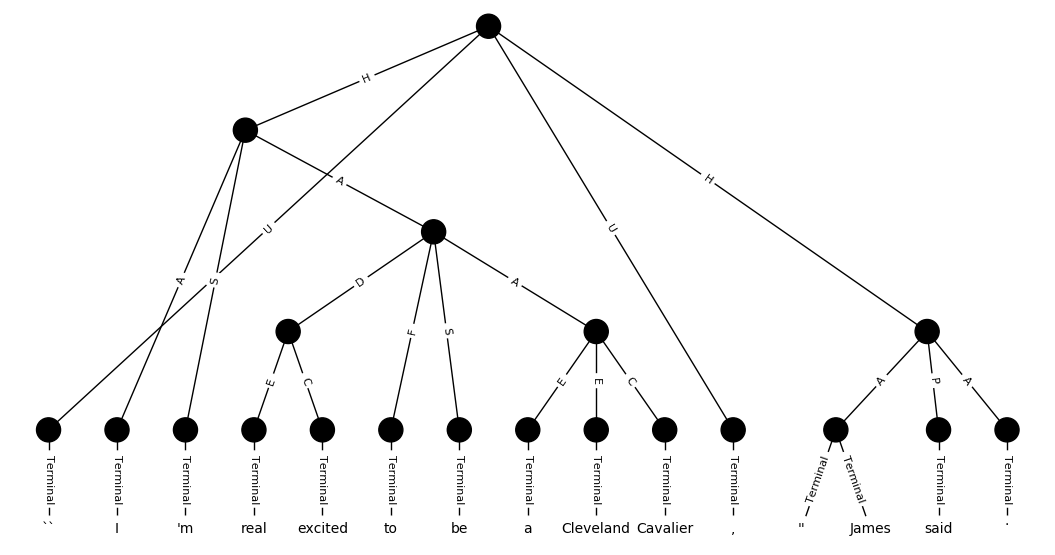 H
A
H
U
U
A
S
D
F
S
A
E
C
E
E
C
A
P
A
Terminal Terminal Terminal Terminal Terminal Terminal Terminal Terminal Terminal Terminal Terminal Terminal Terminal Terminal Terminal
`` I 'm real excited to be a Cleveland Cavalier , " James said .